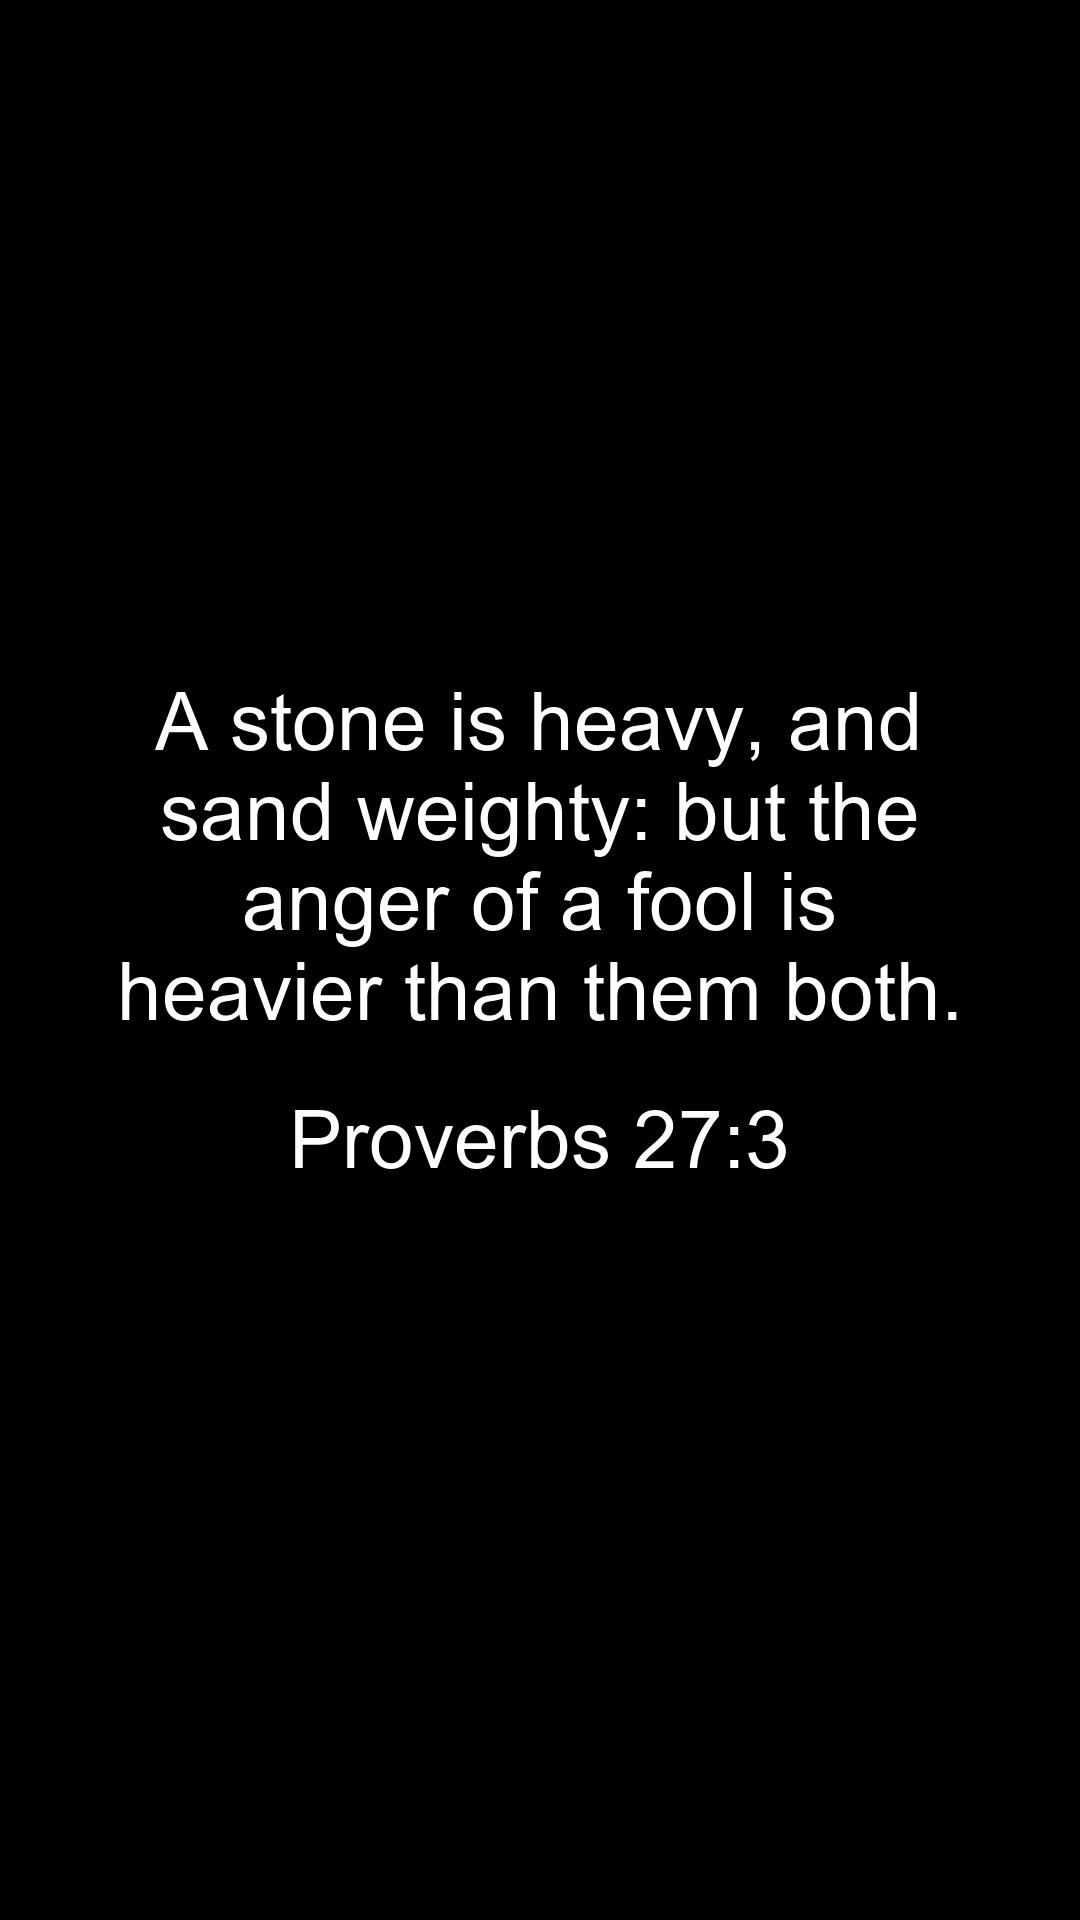 A stone is heavy, and
sand weighty: but the
anger of a fool is
heavier than them both.
Proverbs 27:3